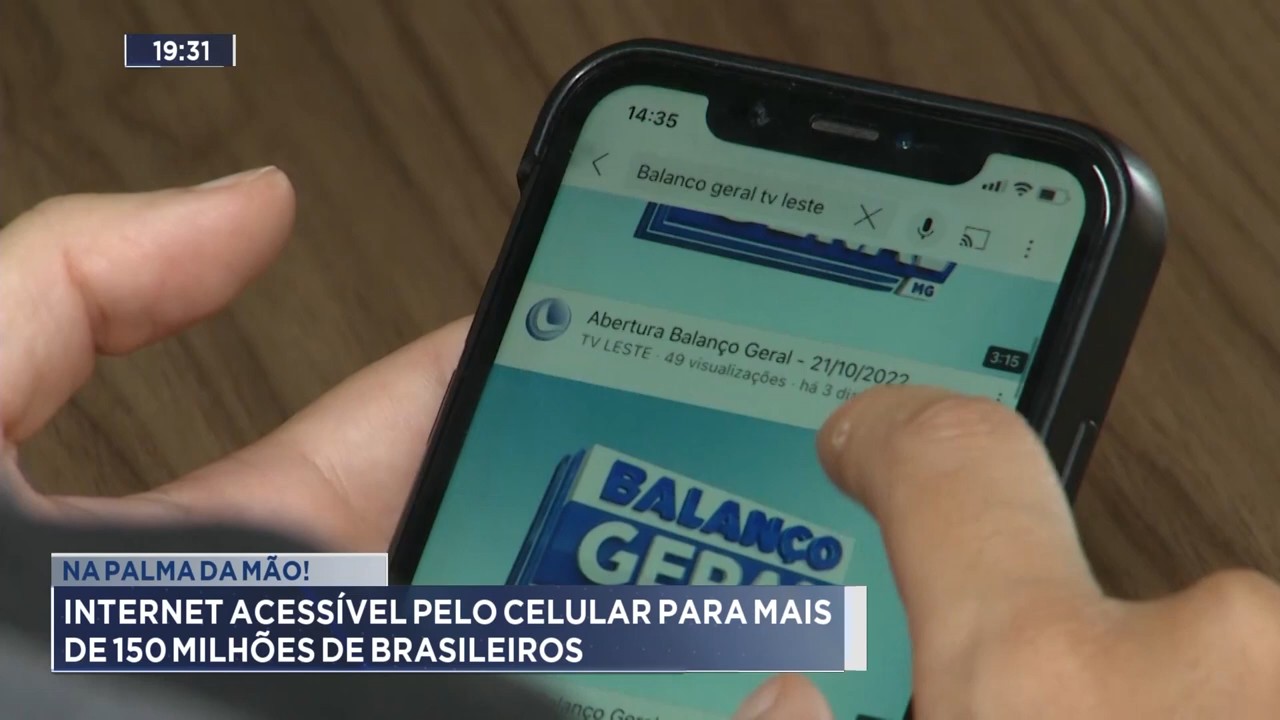 19:31
14:35
Balanco geral tv leste
MG
3:15
Abertura Balanço Geral - 21/10/2022
TV LESTE · 49 visualizações · há 3
BALANÇO
GERAL
NA PALMA DA MÃO!
INTERNET ACESSÍVEL PELO CELULAR PARA MAIS
DE 150 MILHÕES DE BRASILEIROS